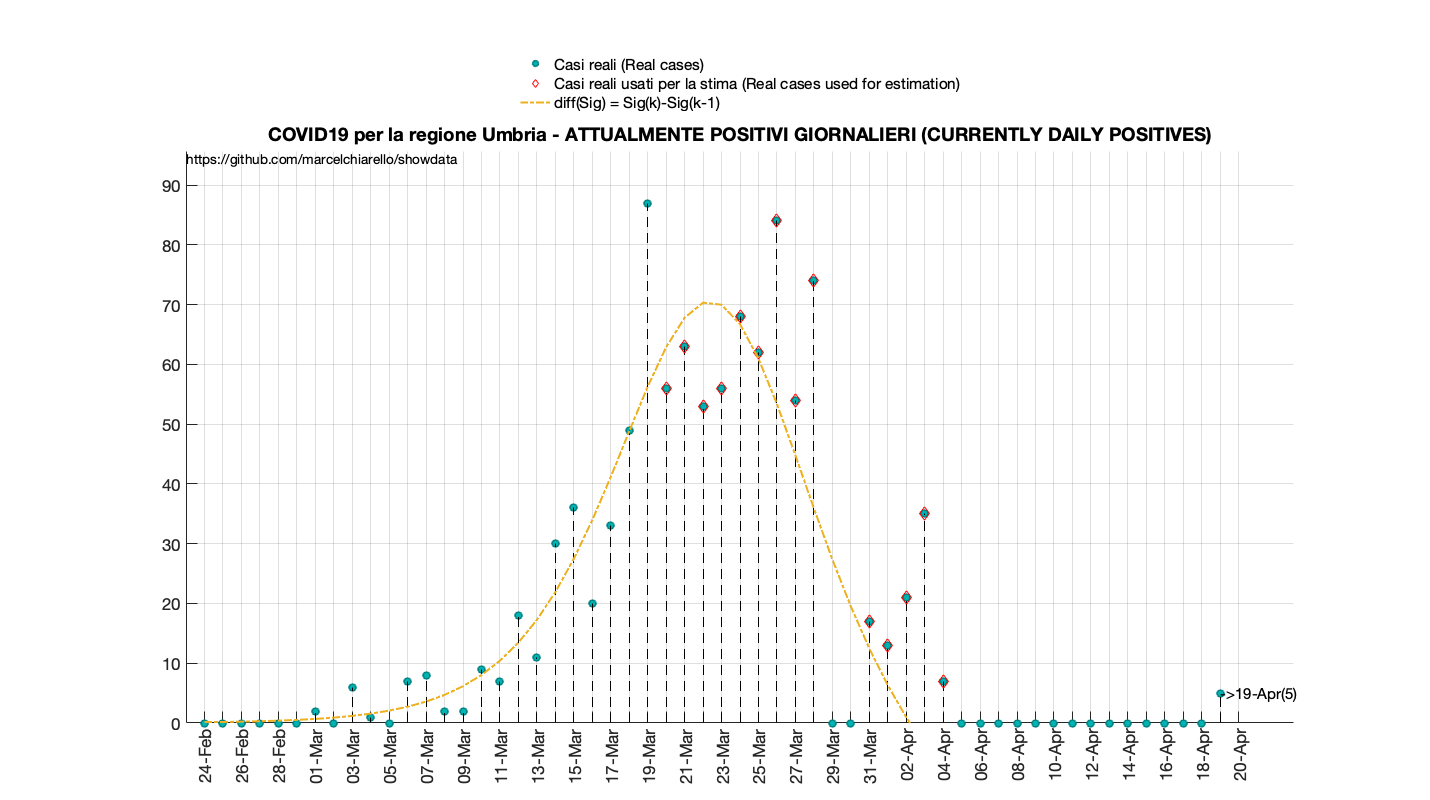 Casi reali (Real cases)
Casi reali usati per la stima (Real cases used for estimation)
diff(Sig) = Sig(k)-Sig(k-1)
COVID19 per la regione Umbria - ATTUALMENTE POSITIVI GIORNALIERI (CURRENTLY DAILY POSITIVES)
https://github.com/marcelchiarello/showdata
90
80
70
60
50
40
30
20
10
0
->19-Apr(5)
24-Feb
26-Feb
28-Feb
01-Mar
03-Mar
05-Mar
07-Mar
09-Mar
11-Mar
13-Mar
15-Mar
17-Mar
19-Mar
21-Mar
23-Mar
25-Mar
27-Mar
29-Mar
31-Mar
02-Apr
04-Apr
06-Apr
08-Apr
10-Apr
12-Apr
14-Apr
16-Apr
18-Apr
20-Apr